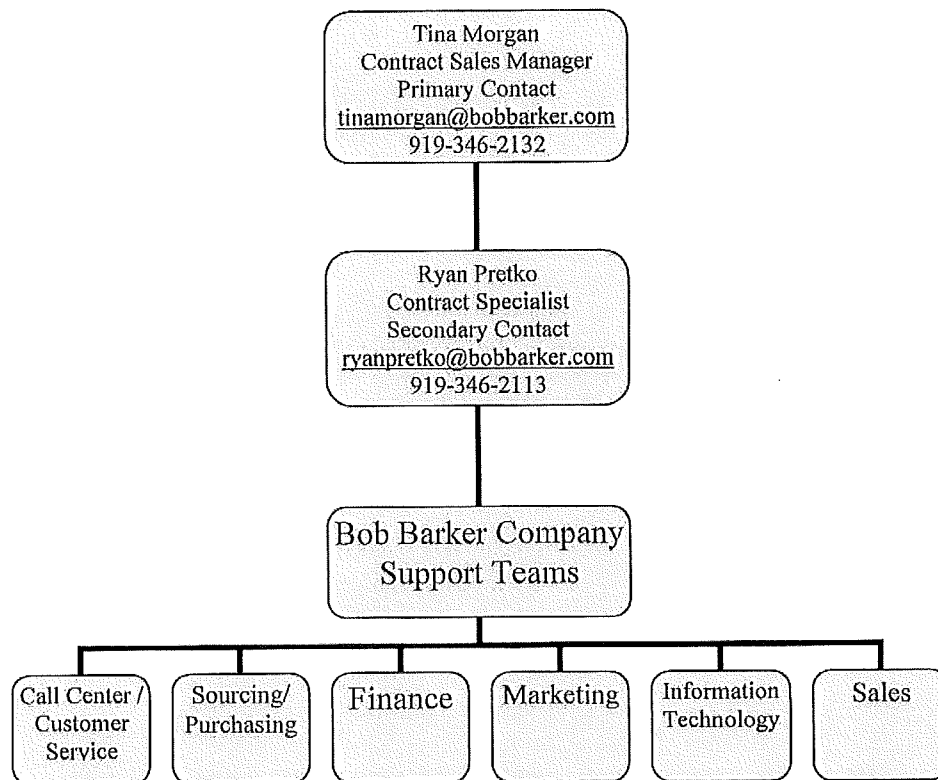 Tina Morgan
Contract Sales Manager
Primary Contact
tinamorgan@bobbarker.com
919-346-2132
Ryan Pretko
Contract Specialist
Secondary Contact
ryanpretko@bobbarker.com
919-346-2113
Bob Barker Company
Support Teams
Call Center /
Customer
Service
Sourcing/
Purchasing
Finance
Marketing
Information
Technology
Sales